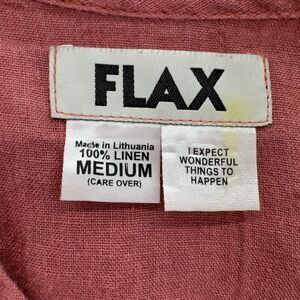 FLAX
Made in Lithuania
100% LINEN
MEDIUM
(CARE OVER)
I EXPECT
WONDERFUL
THINGS TO
HAPPEN